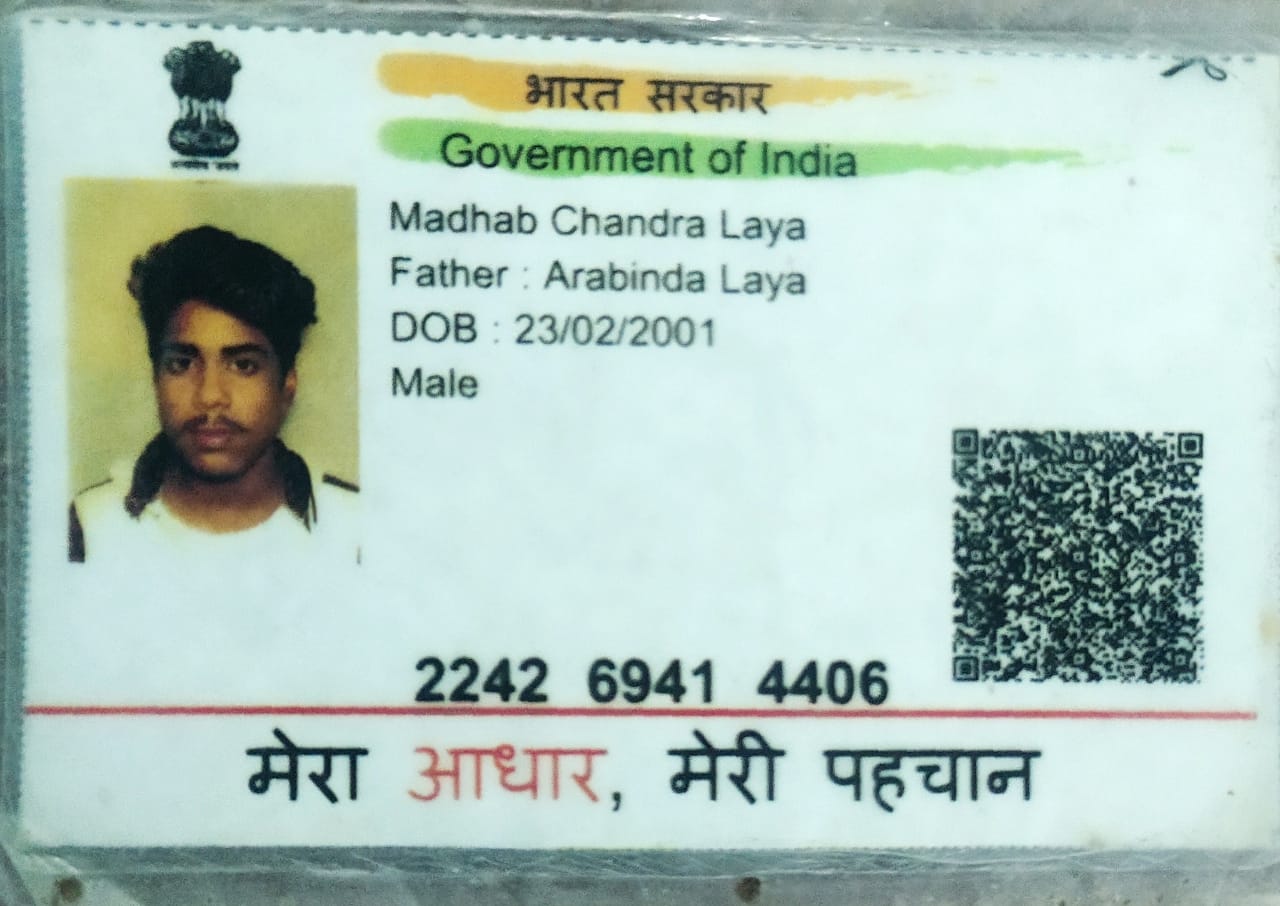 भारत सरकार
Government of India
Madhab Chandra Laya
Father : Arabinda Laya
DOB : 23/02/2001
Male
2242 6941 4406
मेरा आधार, मेरी पहचान